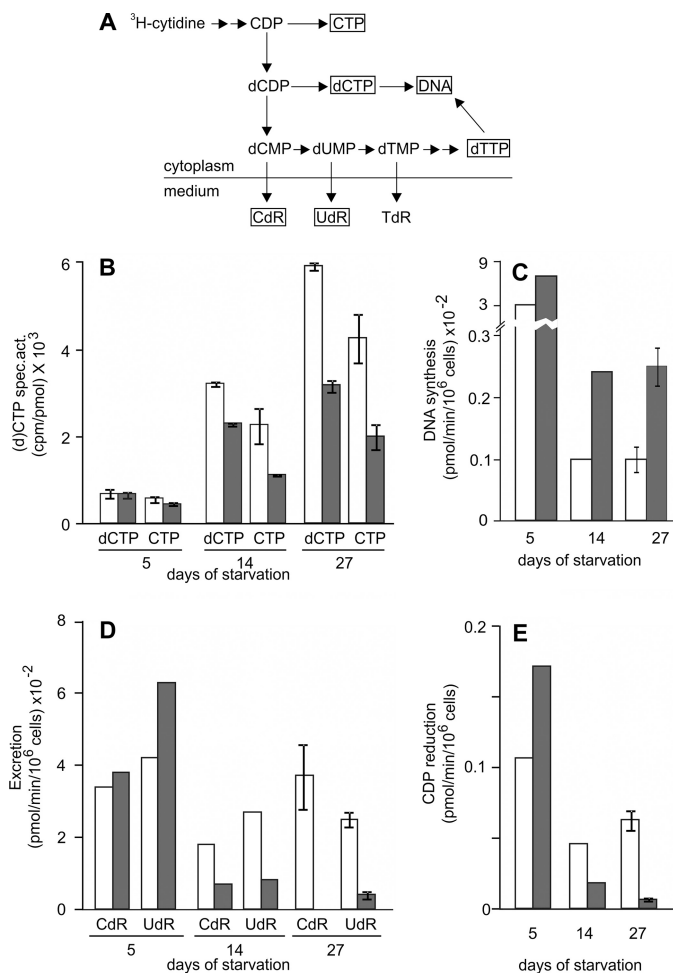 A
³H-cytidine CDP CTP
dCDP dCTP DNA
dCMP dUMP dTMP dTTP
cytoplasm
medium
CdR UdR TdR
B
(d)CTP spec.act.
(cpm/pmol) X 10³
6
4
2
0
dCTP CTP dCTP CTP dCTP CTP
5 14 27
days of starvation
C
DNA synthesis
(pmol/min/10⁶ cells) x10⁻²
9
3
0.3
0.1
0
5 14 27
days of starvation
D
Excretion
(pmol/min/10⁶ cells) x10⁻²
8
6
4
2
0
CdR UdR CdR UdR CdR UdR
5 14 27
days of starvation
E
CDP reduction
(pmol/min/10⁶ cells)
0.2
0.1
0
5 14 27
days of starvation